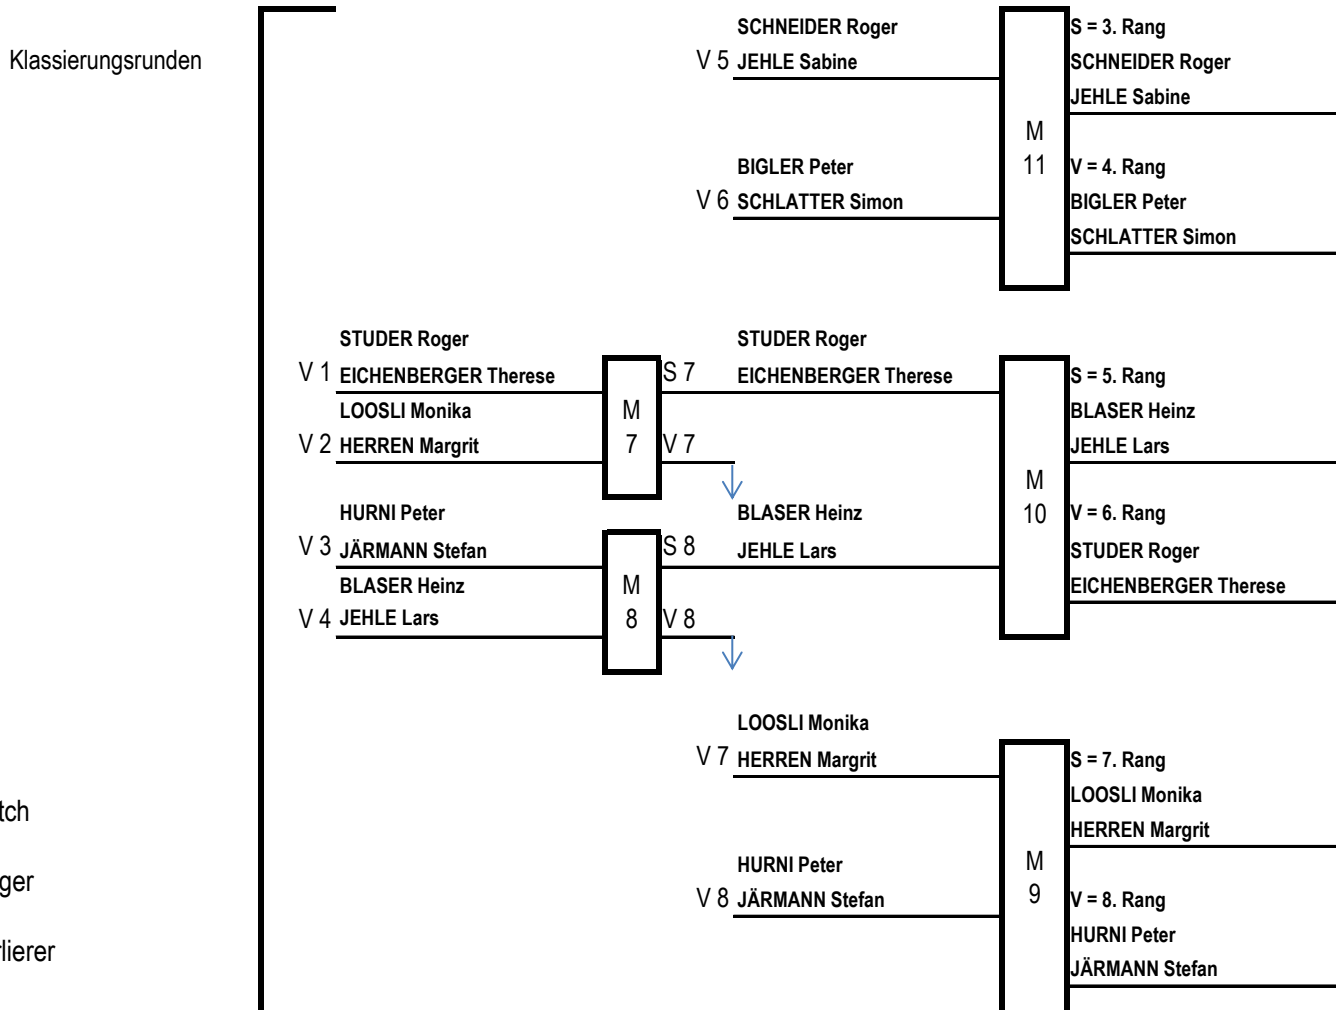 Klassierungsrunden
SCHNEIDER Roger
V 5 JEHLE Sabine
BIGLER Peter
V 6 SCHLATTER Simon
M
11
S = 3. Rang
SCHNEIDER Roger
JEHLE Sabine
V = 4. Rang
BIGLER Peter
SCHLATTER Simon
STUDER Roger
V 1 EICHENBERGER Therese
LOOSLI Monika
V 2 HERREN Margrit
M
7
S 7
V 7
HURNI Peter
V 3 JÄRMANN Stefan
BLASER Heinz
V 4 JEHLE Lars
M
8
S 8
V 8
STUDER Roger
EICHENBERGER Therese
BLASER Heinz
JEHLE Lars
M
10
S = 5. Rang
BLASER Heinz
JEHLE Lars
V = 6. Rang
STUDER Roger
EICHENBERGER Therese
LOOSLI Monika
V 7 HERREN Margrit
HURNI Peter
V 8 JÄRMANN Stefan
M
9
S = 7. Rang
LOOSLI Monika
HERREN Margrit
V = 8. Rang
HURNI Peter
JÄRMANN Stefan
tch
ger
lierer